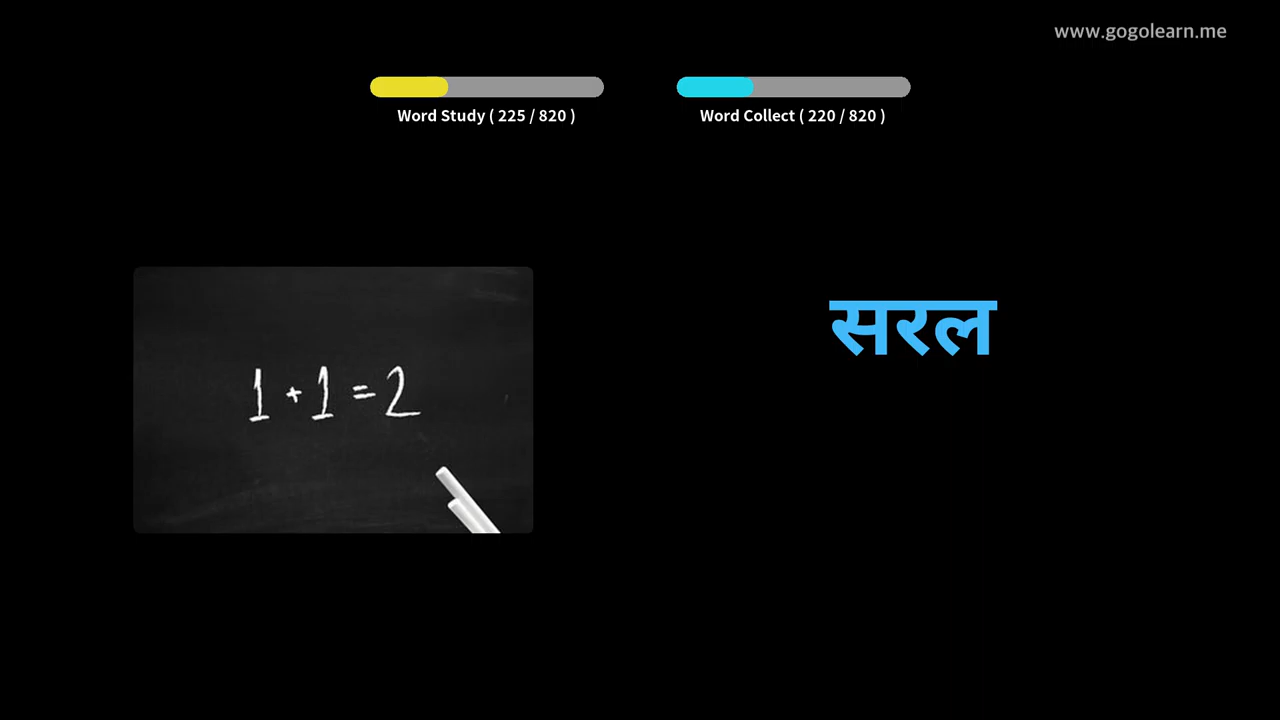 www.gogolearn.me
Word Study ( 225 / 820 )
Word Collect ( 220 / 820 )
1 + 1 = 2
सरल